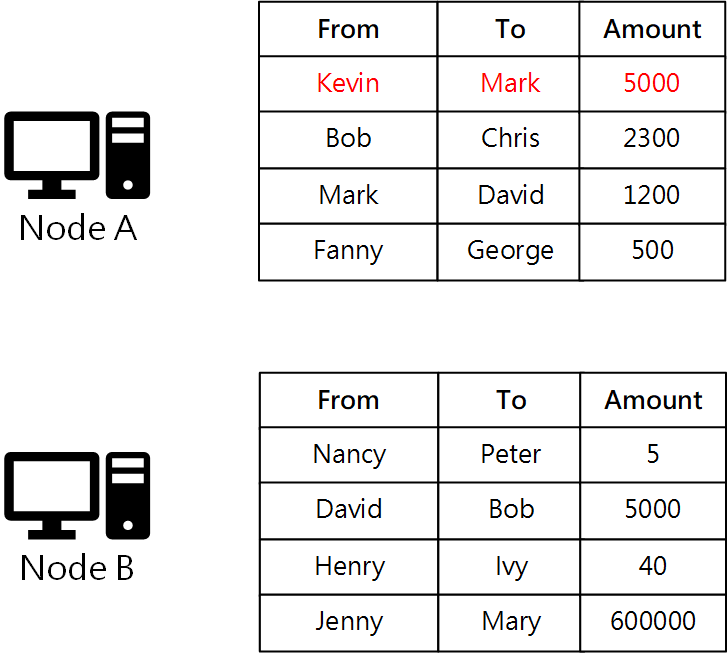 From To Amount
Kevin Mark 5000
Bob Chris 2300
Mark David 1200
Fanny George 500
Node A
From To Amount
Nancy Peter 5
David Bob 5000
Henry Ivy 40
Jenny Mary 600000
Node B